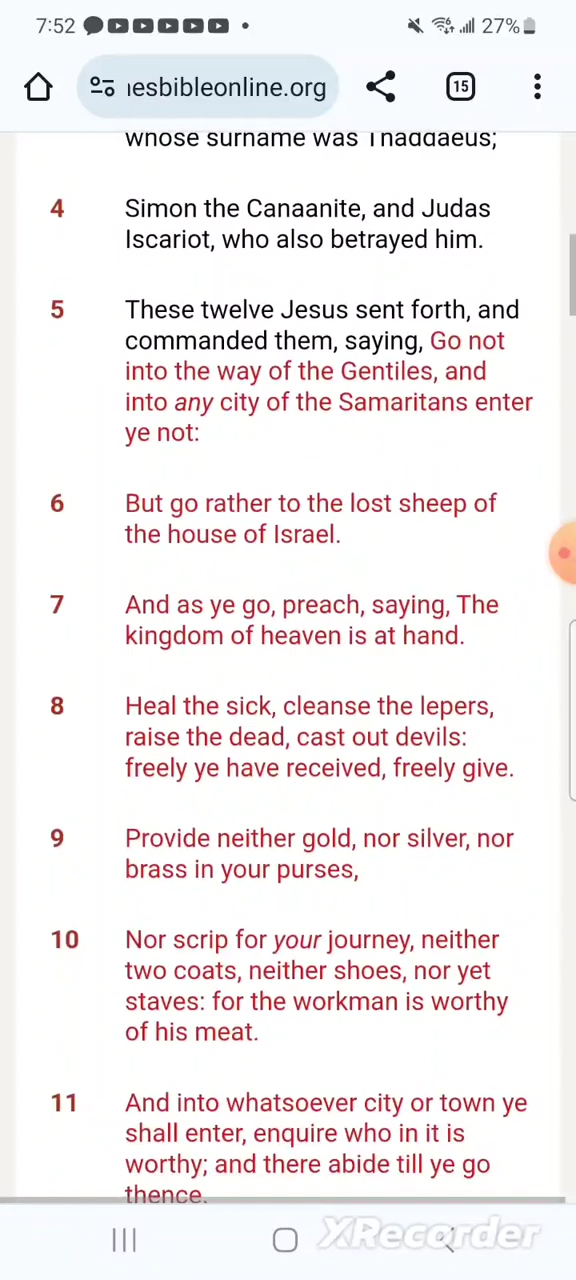 7:52
27%
iesbibleonline.org
15
whose surname was Thaddaeus;
4 Simon the Canaanite, and Judas
Iscariot, who also betrayed him.
5 These twelve Jesus sent forth, and
commanded them, saying, Go not
into the way of the Gentiles, and
into any city of the Samaritans enter
ye not:
6 But go rather to the lost sheep of
the house of Israel.
7 And as ye go, preach, saying, The
kingdom of heaven is at hand.
8 Heal the sick, cleanse the lepers,
raise the dead, cast out devils:
freely ye have received, freely give.
9 Provide neither gold, nor silver, nor
brass in your purses,
10 Nor scrip for your journey, neither
two coats, neither shoes, nor yet
staves: for the workman is worthy
of his meat.
11 And into whatsoever city or town ye
shall enter, enquire who in it is
worthy; and there abide till ye go
thence.
XRecorder